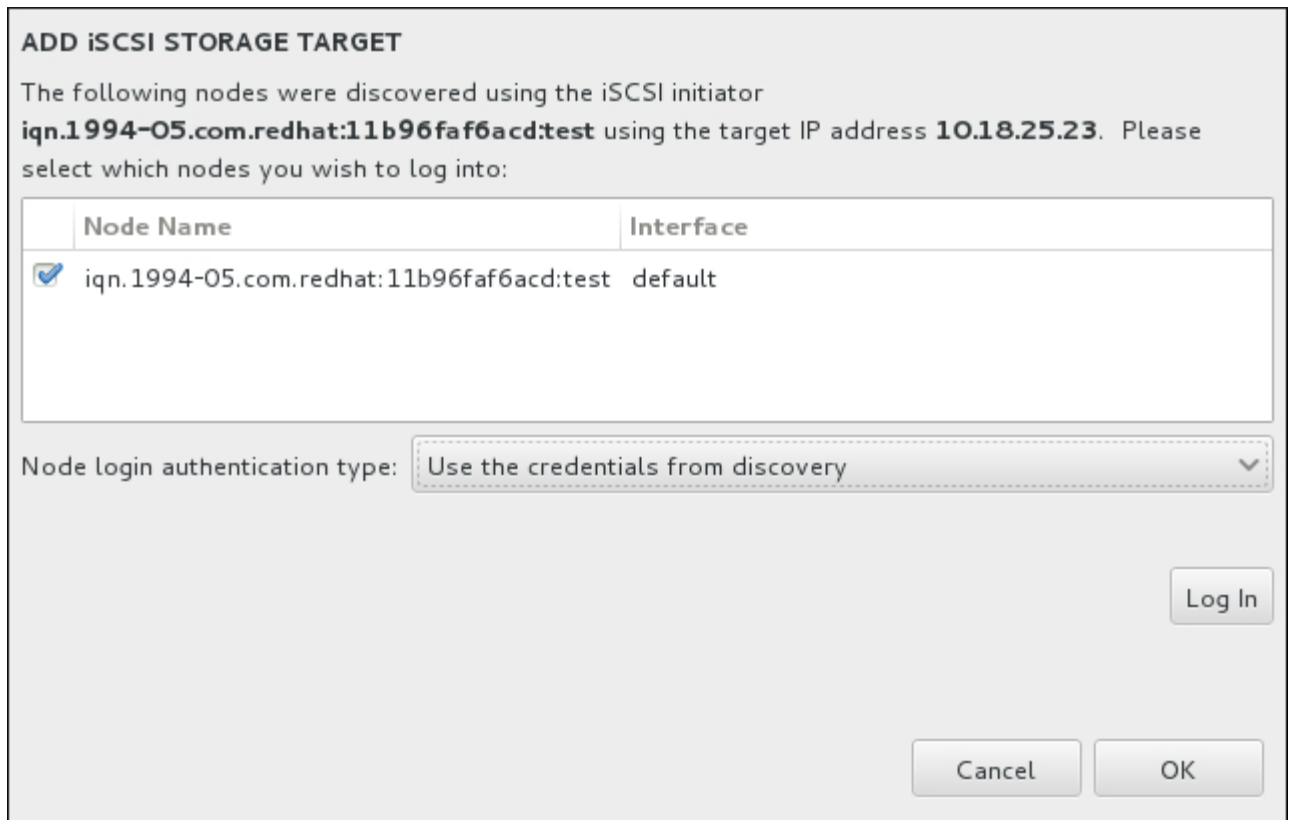 ADD iSCSI STORAGE TARGET
The following nodes were discovered using the iSCSI initiator
iqn.1994-05.com.redhat:11b96faf6acd:test using the target IP address 10.18.25.23. Please
select which nodes you wish to log into:
Node Name Interface
iqn.1994-05.com.redhat:11b96faf6acd:test default
Node login authentication type: Use the credentials from discovery
Log In
Cancel OK